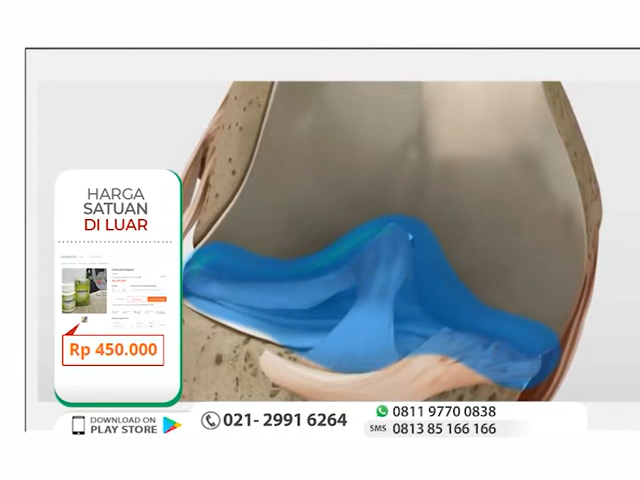 HARGA
SATUAN
DI LUAR
Rp 450.000
DOWNLOAD ON
PLAY STORE
021- 2991 6264
0811 9770 0838
SMS 0813 85 166 166